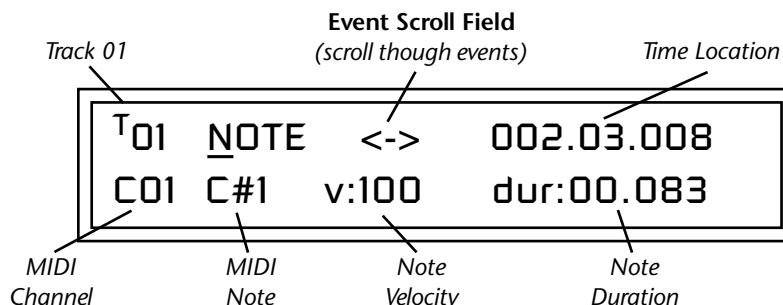 Event Scroll Field
Track 01 (scroll though events) Time Location
T01 NOTE <-> 002.03.008
C01 C#1 v:100 dur:00.083
MIDI MIDI Note Note
Channel Note Velocity Duration